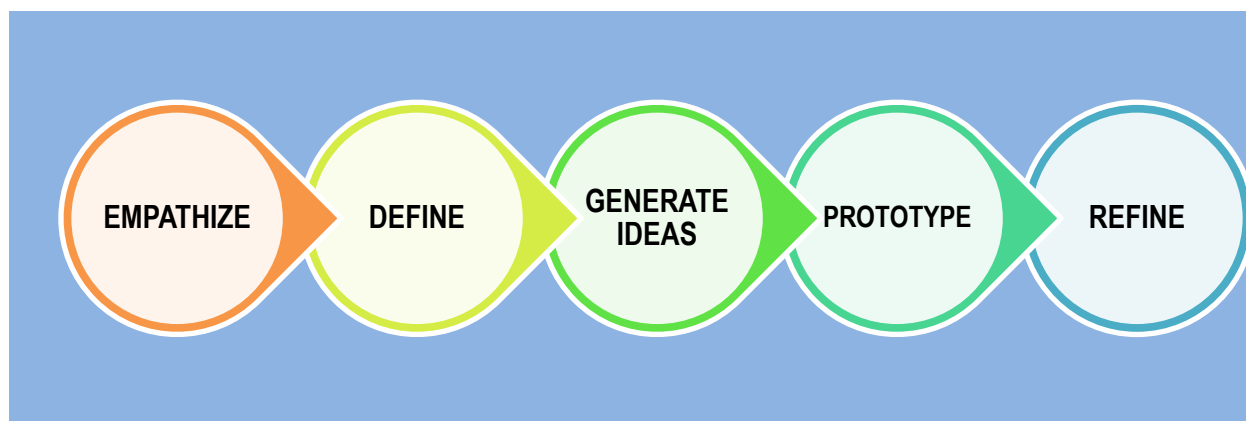 EMPATHIZE
DEFINE
GENERATE
IDEAS
PROTOTYPE
REFINE